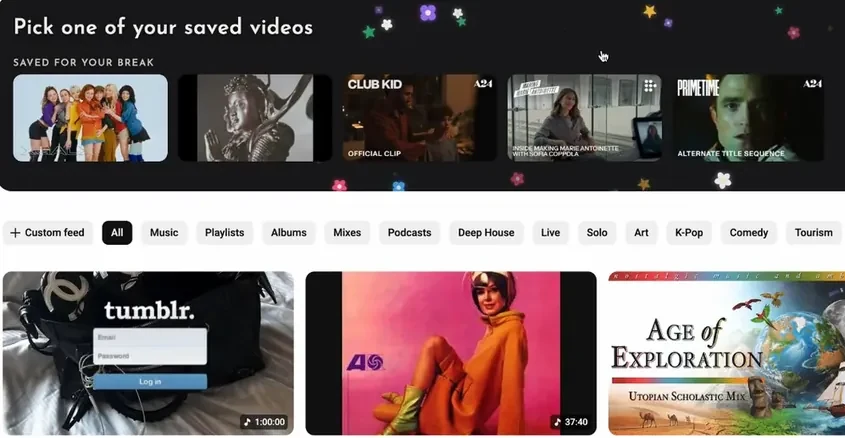 Pick one of your saved videos
SAVED FOR YOUR BREAK
CLUB KID
A24
OFFICIAL CLIP
INSIDE MAKING MARIE ANTOINETTE
WITH SOFIA COPPOLA
PRIMETIME
A24
ALTERNATE TITLE SEQUENCE
+ Custom feed
All
Music
Playlists
Albums
Mixes
Podcasts
Deep House
Live
Solo
Art
K-Pop
Comedy
Tourism
tumblr.
Email
Password
Log in
1:00:00
37:40
nostalgic music and
AGE of
EXPLORATION
UTOPIAN SCHOLASTIC MIX